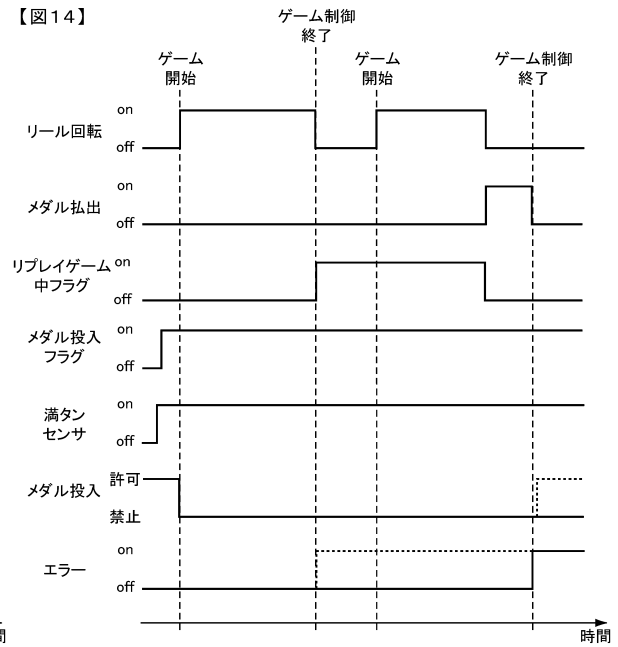 【図14】
ゲーム制御
終了
ゲーム
開始
ゲーム
開始
ゲーム制御
終了
リール回転
on
off
メダル払出
on
off
リプレイゲーム
中フラグ
on
off
メダル投入
フラグ
on
off
満タン
センサ
on
off
メダル投入
許可
禁止
エラー
on
off
時間
間